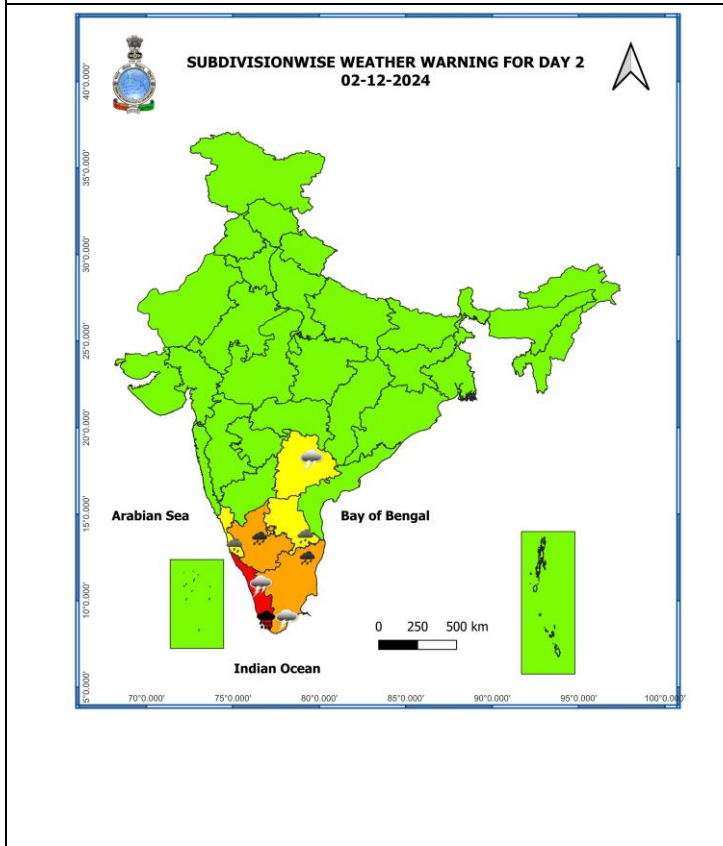 SUBDIVISIONWISE WEATHER WARNING FOR DAY 2
02-12-2024
40°0.000'
35°0.000'
30°0.000'
25°0.000'
20°0.000'
15°0.000'
10°0.000'
5°0.000'
Arabian Sea
Bay of Bengal
0 250 500 km
Indian Ocean
70°0.000' 75°0.000' 80°0.000' 85°0.000' 90°0.000' 95°0.000' 100°0.000'